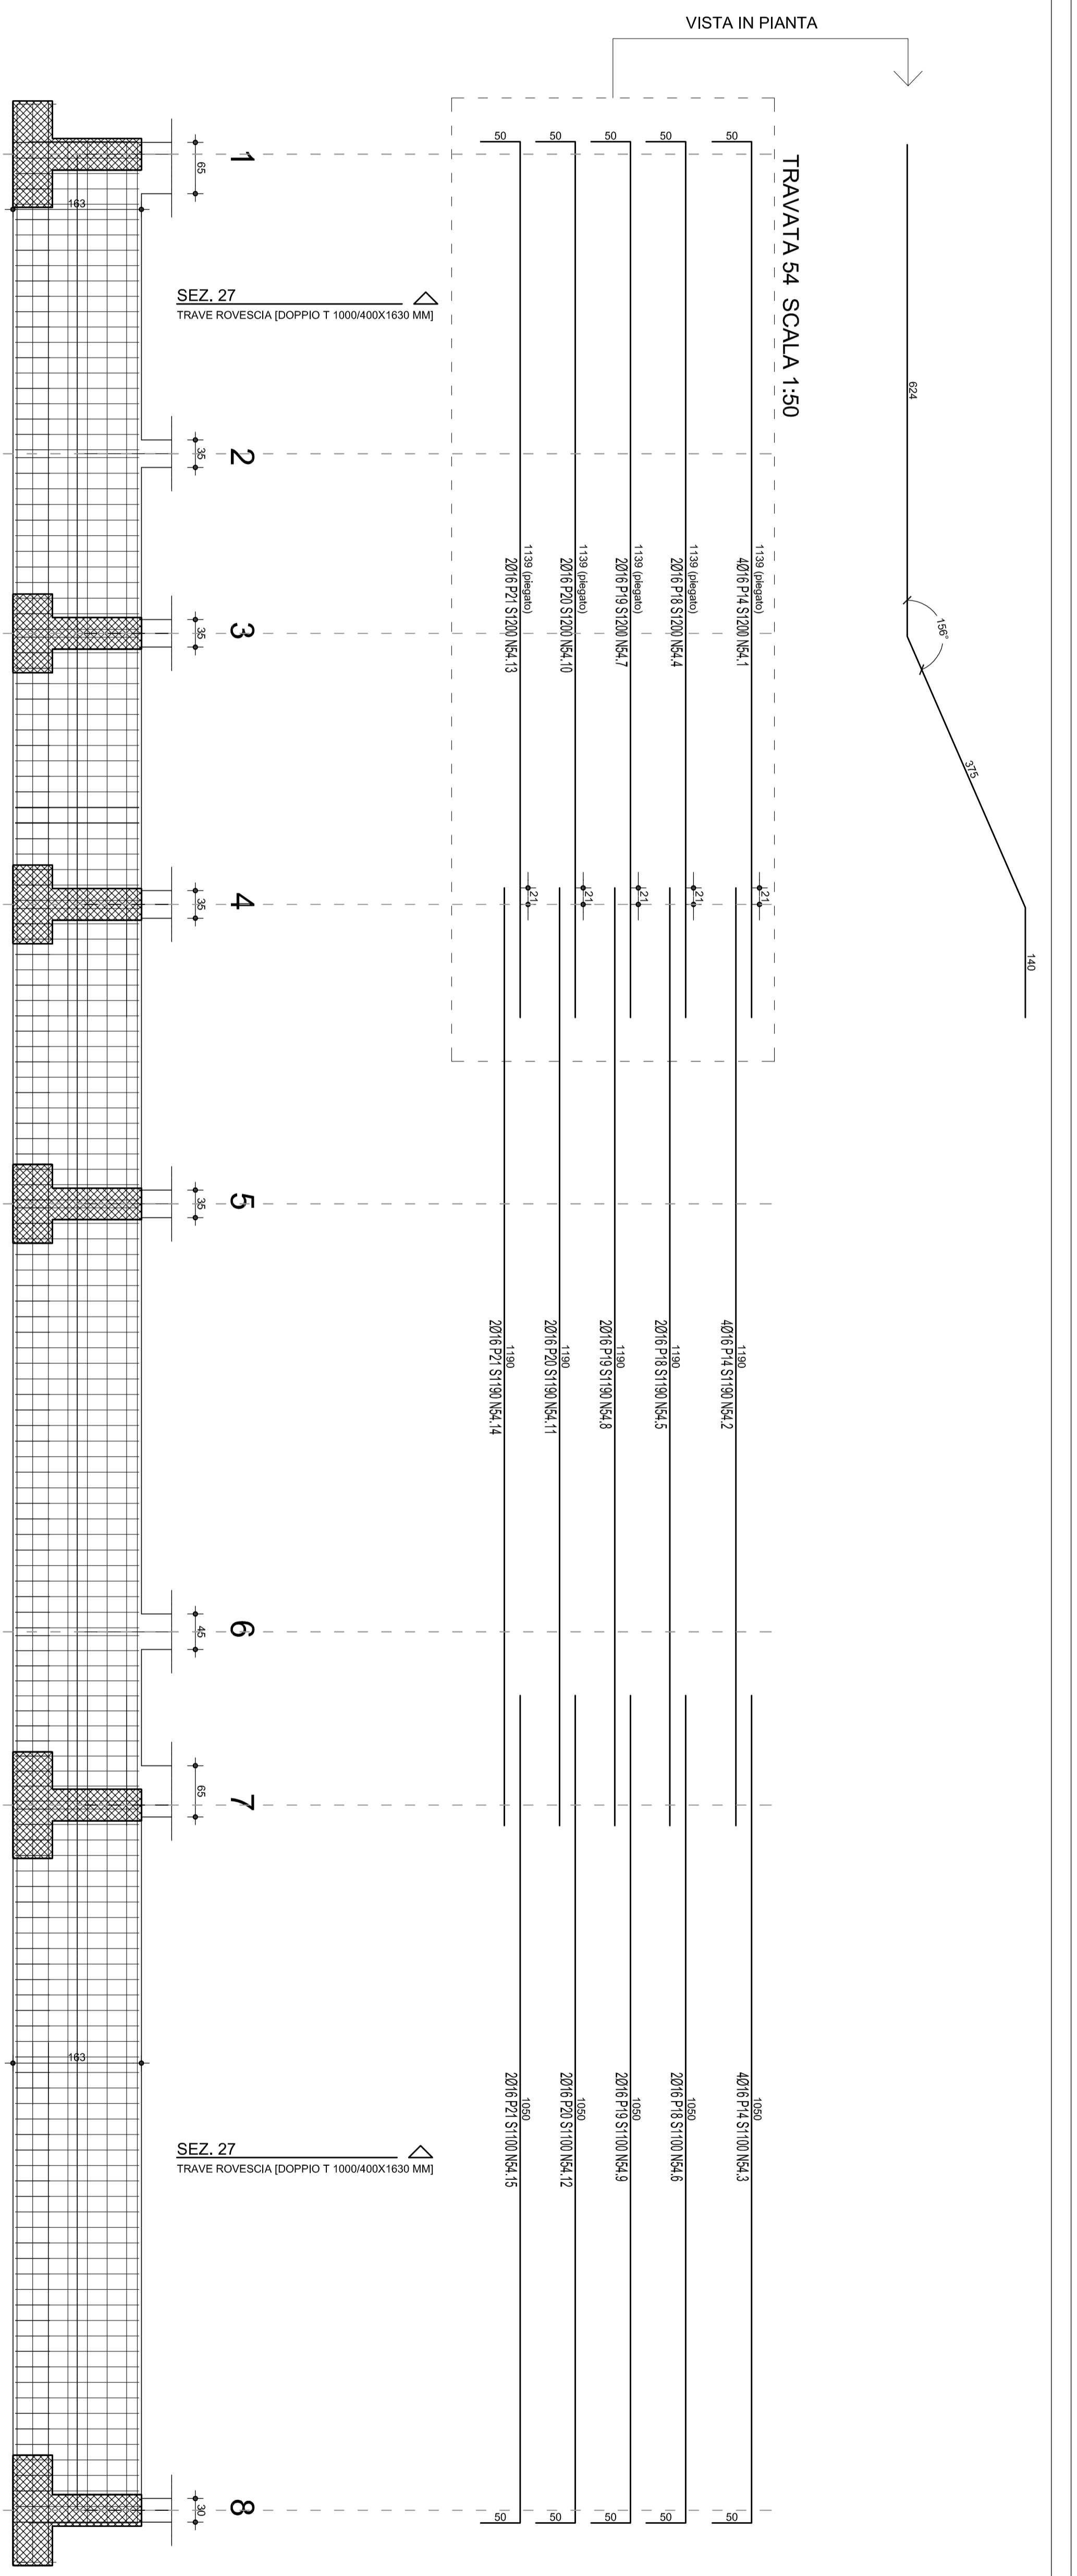 VISTA IN PIANTA
TRAVATA 54 SCALA 1:50
624
156°
375
140
50
50
50
50
50
1139 (piegato)
2Ø16 P21 S1200 N54.13
1139 (piegato)
2Ø16 P20 S1200 N54.10
1139 (piegato)
2Ø16 P19 S1200 N54.7
1139 (piegato)
2Ø16 P18 S1200 N54.4
1139 (piegato)
4Ø16 P14 S1200 N54.1
21
21
21
21
21
1190
2Ø16 P21 S1190 N54.14
1190
2Ø16 P20 S1190 N54.11
1190
2Ø16 P19 S1190 N54.8
1190
2Ø16 P18 S1190 N54.5
1190
4Ø16 P14 S1190 N54.2
1050
2Ø16 P21 S1100 N54.15
1050
2Ø16 P20 S1100 N54.12
1050
2Ø16 P19 S1100 N54.9
1050
2Ø16 P18 S1100 N54.6
1050
4Ø16 P14 S1100 N54.3
50
50
50
50
50
1
65
163
SEZ. 27
TRAVE ROVESCIA [DOPPIO T 1000/400X1630 MM]
2
35
3
35
4
35
5
35
6
45
7
65
163
SEZ. 27
TRAVE ROVESCIA [DOPPIO T 1000/400X1630 MM]
8
30